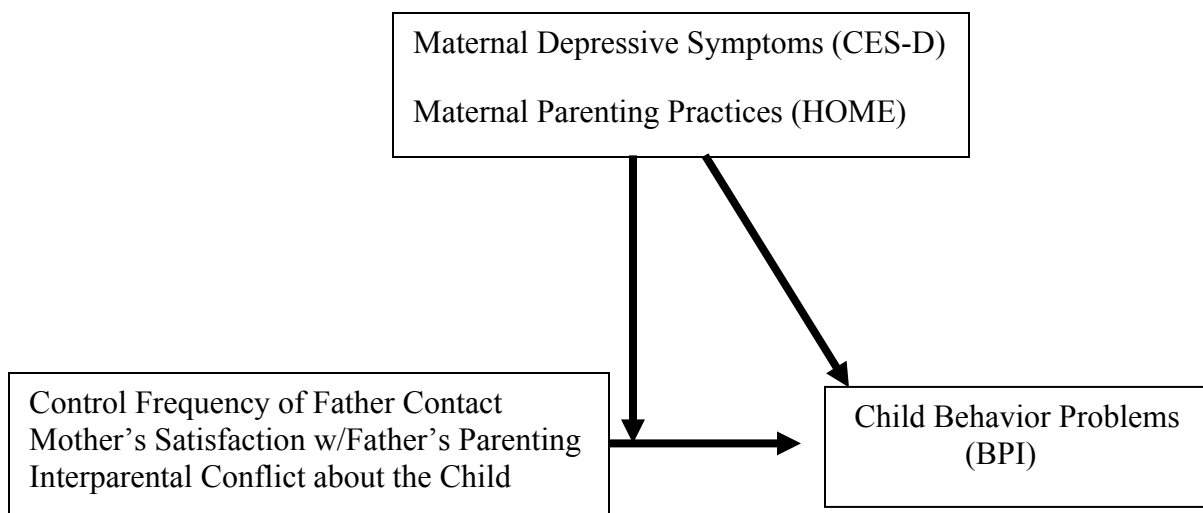 Maternal Depressive Symptoms (CES-D)
Maternal Parenting Practices (HOME)
Control Frequency of Father Contact
Mother’s Satisfaction w/Father’s Parenting
Interparental Conflict about the Child
Child Behavior Problems
(BPI)